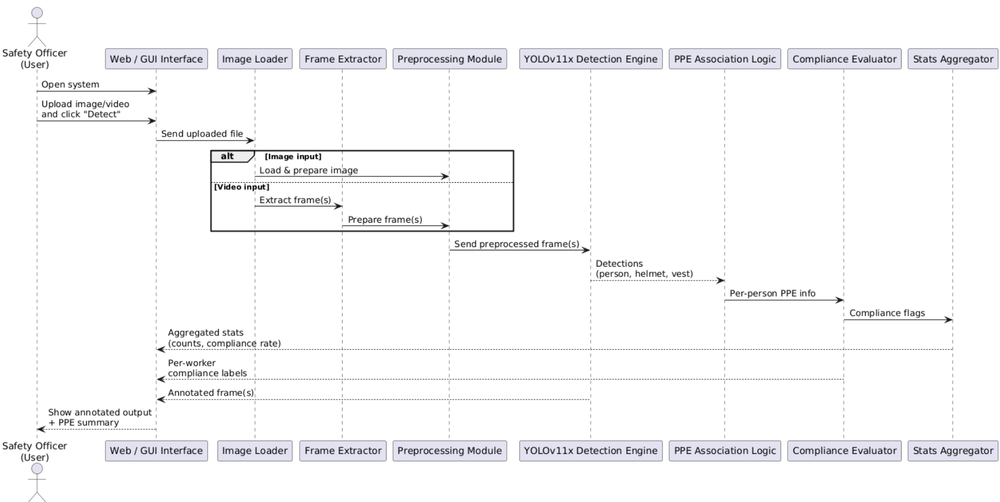 Safety Officer
(User)
Web / GUI Interface
Image Loader
Frame Extractor
Preprocessing Module
YOLOv11x Detection Engine
PPE Association Logic
Compliance Evaluator
Stats Aggregator
Open system
Upload image/video
and click "Detect"
Send uploaded file
alt
[Image input]
Load & prepare image
[Video input]
Extract frame(s)
Prepare frame(s)
Send preprocessed frame(s)
Detections
(person, helmet, vest)
Per-person PPE info
Compliance flags
Aggregated stats
(counts, compliance rate)
Per-worker
compliance labels
Annotated frame(s)
Show annotated output
+ PPE summary
Safety Officer
(User)
Web / GUI Interface
Image Loader
Frame Extractor
Preprocessing Module
YOLOv11x Detection Engine
PPE Association Logic
Compliance Evaluator
Stats Aggregator